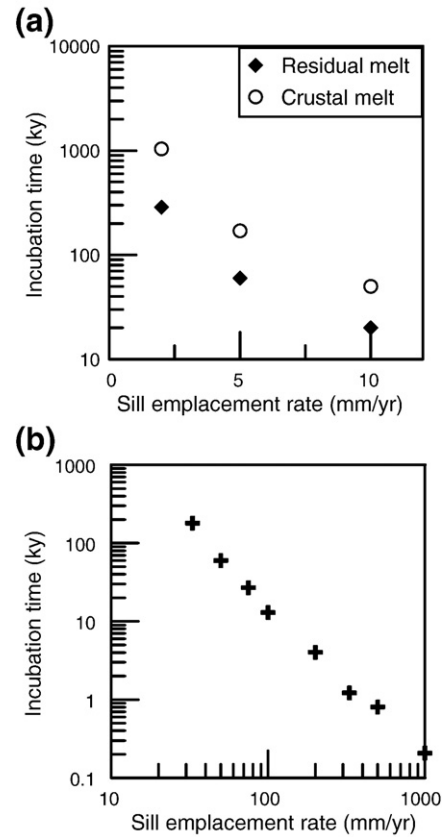 (a)
10000
1000
100
10
Incubation time (ky)
Residual melt
Crustal melt
0
5
10
Sill emplacement rate (mm/yr)
(b)
1000
100
10
1
0.1
Incubation time (ky)
10
100
1000
Sill emplacement rate (mm/yr)